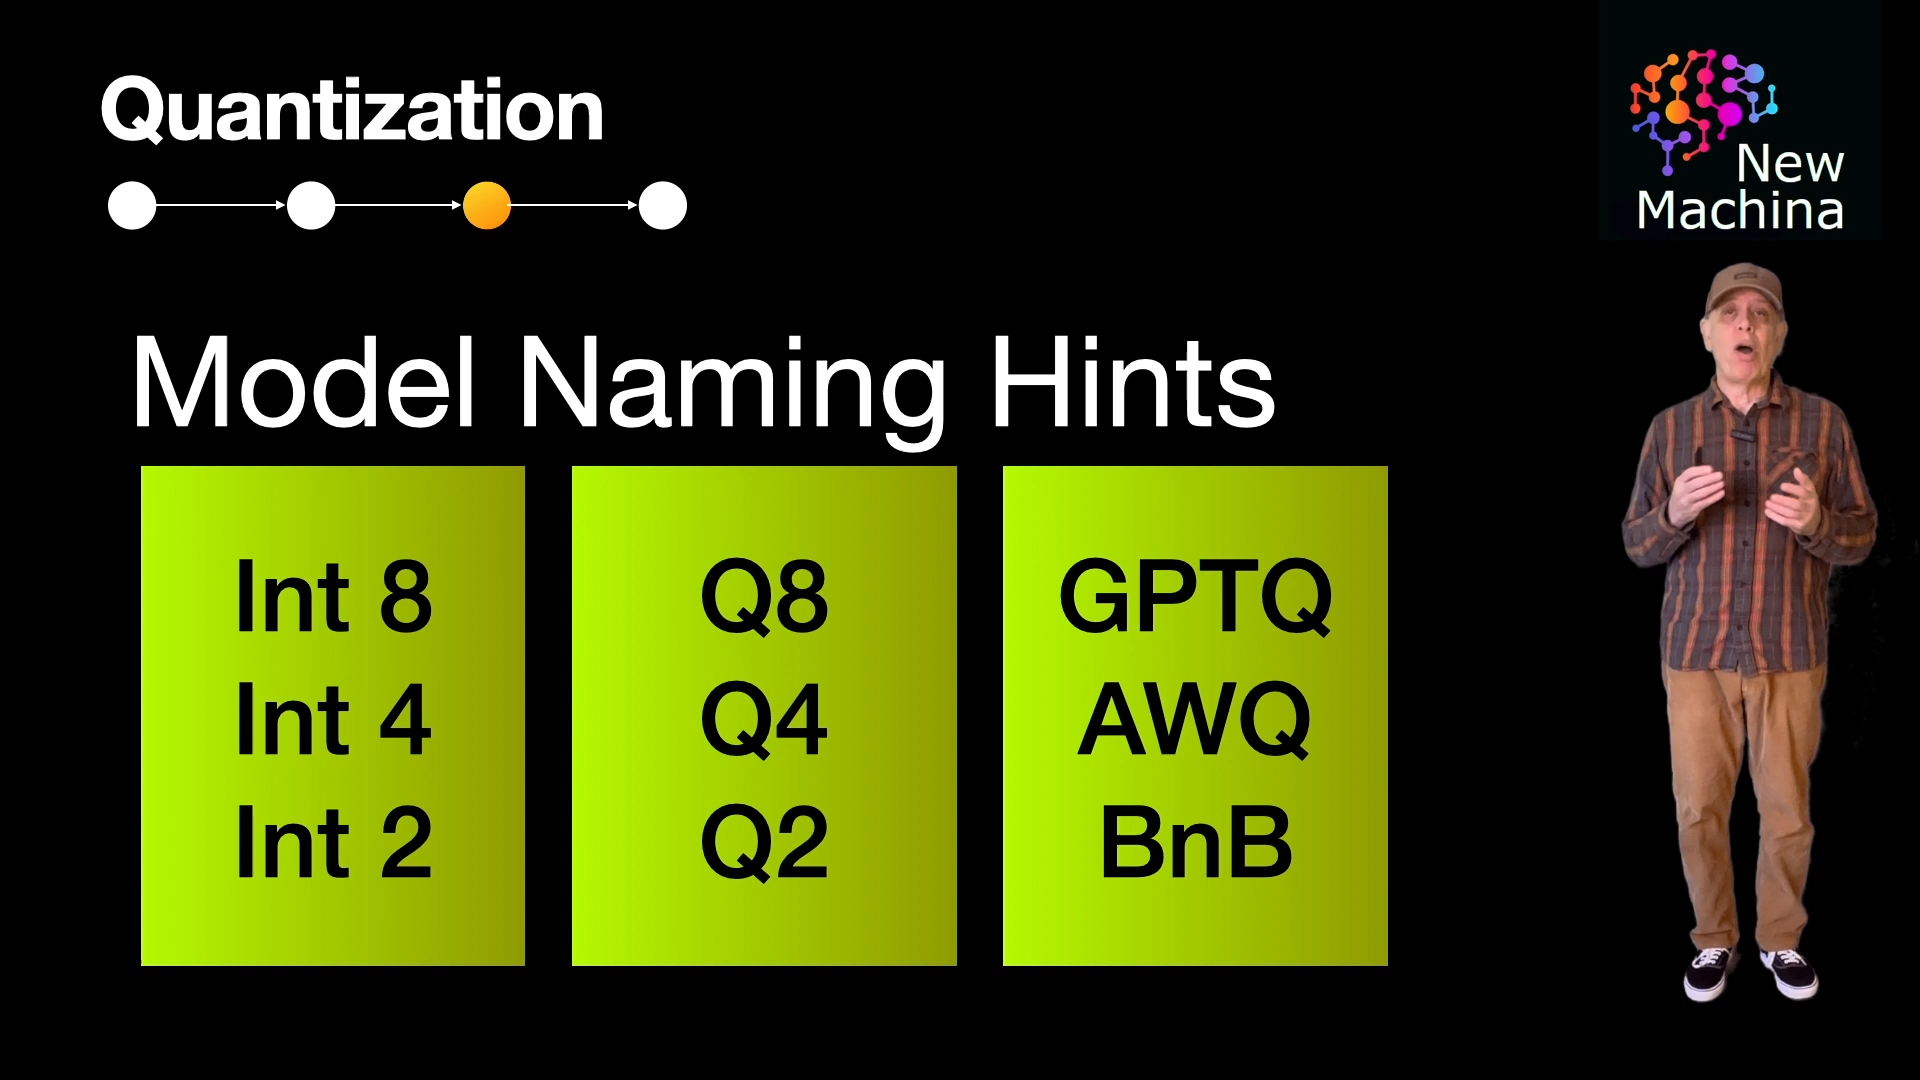 Quantization
New
Machina
Model Naming Hints
Int 8
Int 4
Int 2
Q8
Q4
Q2
GPTQ
AWQ
BnB